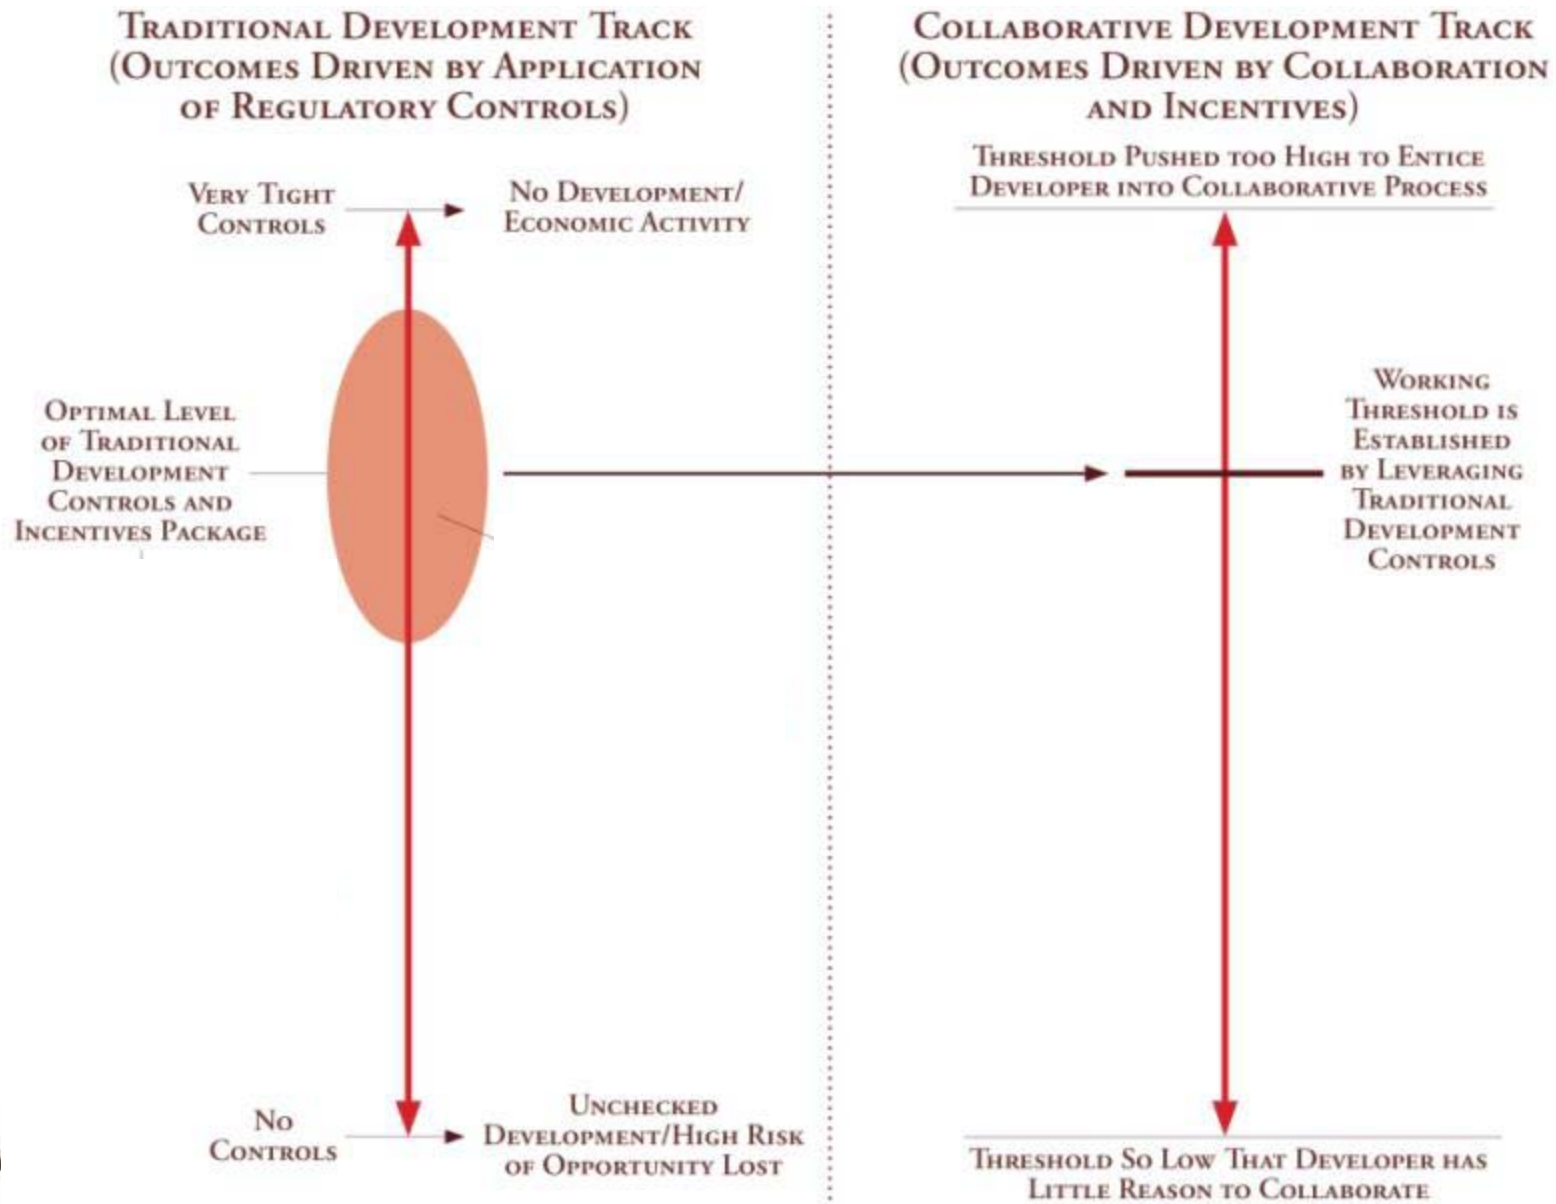 Traditional Development Track
(Outcomes Driven by Application
of Regulatory Controls)
Very Tight
Controls
No Development/
Economic Activity
Optimal Level
of Traditional
Development
Controls and
Incentives Package
No
Controls
Unchecked
Development/High Risk
of Opportunity Lost
Collaborative Development Track
(Outcomes Driven by Collaboration
and Incentives)
Threshold Pushed too High to Entice
Developer into Collaborative Process
Working
Threshold is
Established
by Leveraging
Traditional
Development
Controls
Threshold So Low That Developer has
Little Reason to Collaborate